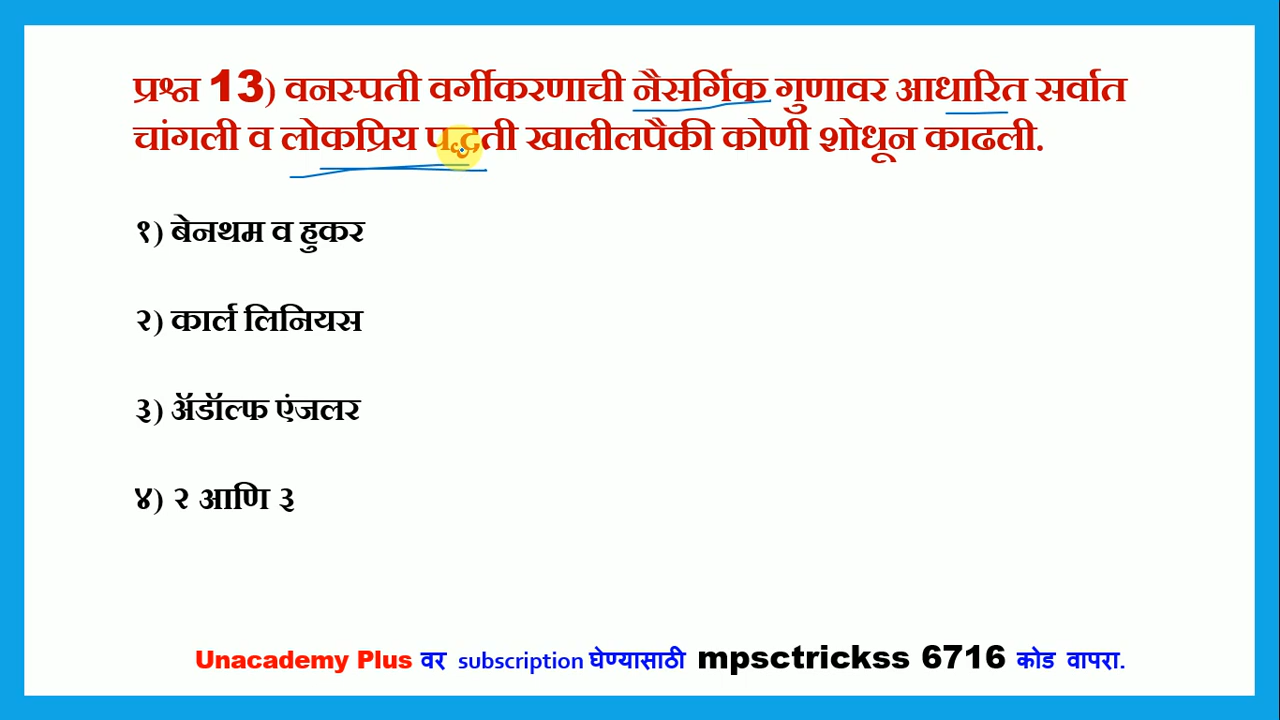 प्रश्न 13) वनस्पती वर्गीकरणाची नैसर्गिक गुणावर आधारित सर्वात
चांगली व लोकप्रिय पद्धती खालीलपैकी कोणी शोधून काढली.
१) बेनथम व हुकर
२) कार्ल लिनियस
३) ॲडॉल्फ एंजलर
४) २ आणि ३
Unacademy Plus वर subscription घेण्यासाठी mpsctrickss 6716 कोड वापरा.